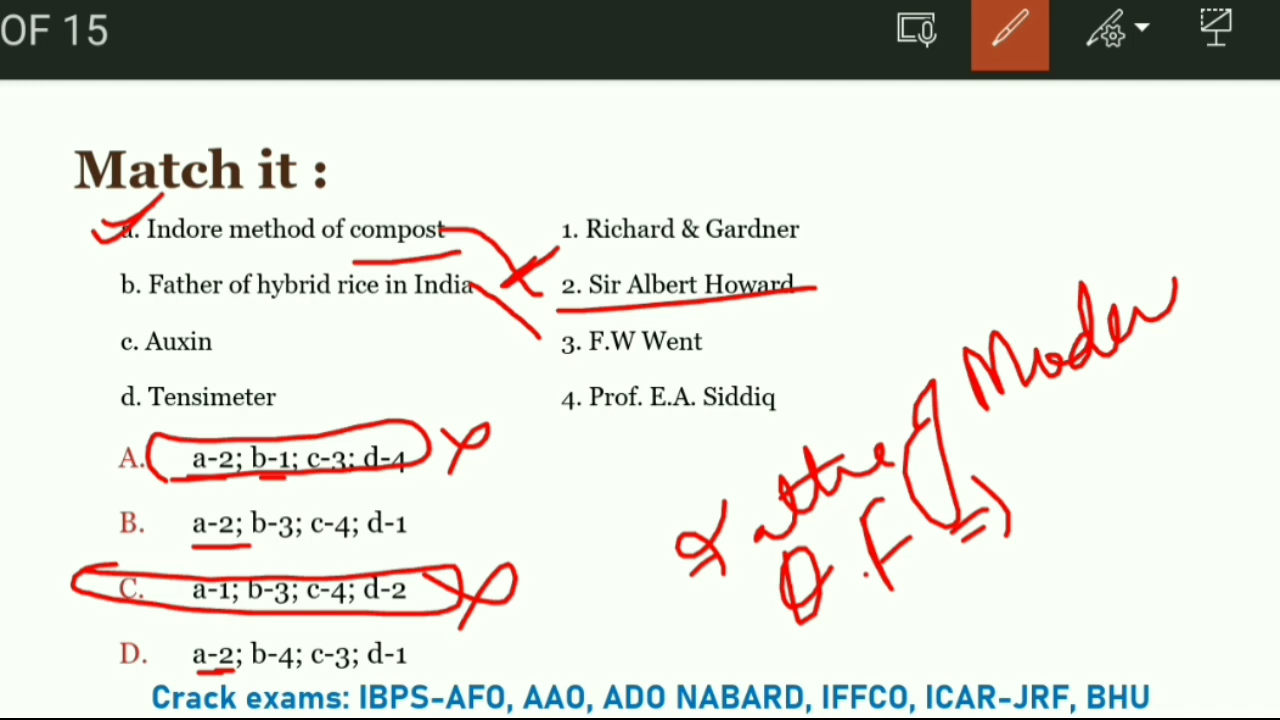 OF 15
Match it :
a. Indore method of compost 1. Richard & Gardner
b. Father of hybrid rice in India 2. Sir Albert Howard
c. Auxin 3. F.W Went
d. Tensimeter 4. Prof. E.A. Siddiq
A. a-2; b-1; c-3; d-4
B. a-2; b-3; c-4; d-1
C. a-1; b-3; c-4; d-2
D. a-2; b-4; c-3; d-1
Father of Modern
O.F
Crack exams: IBPS-AFO, AAO, ADO NABARD, IFFCO, ICAR-JRF, BHU